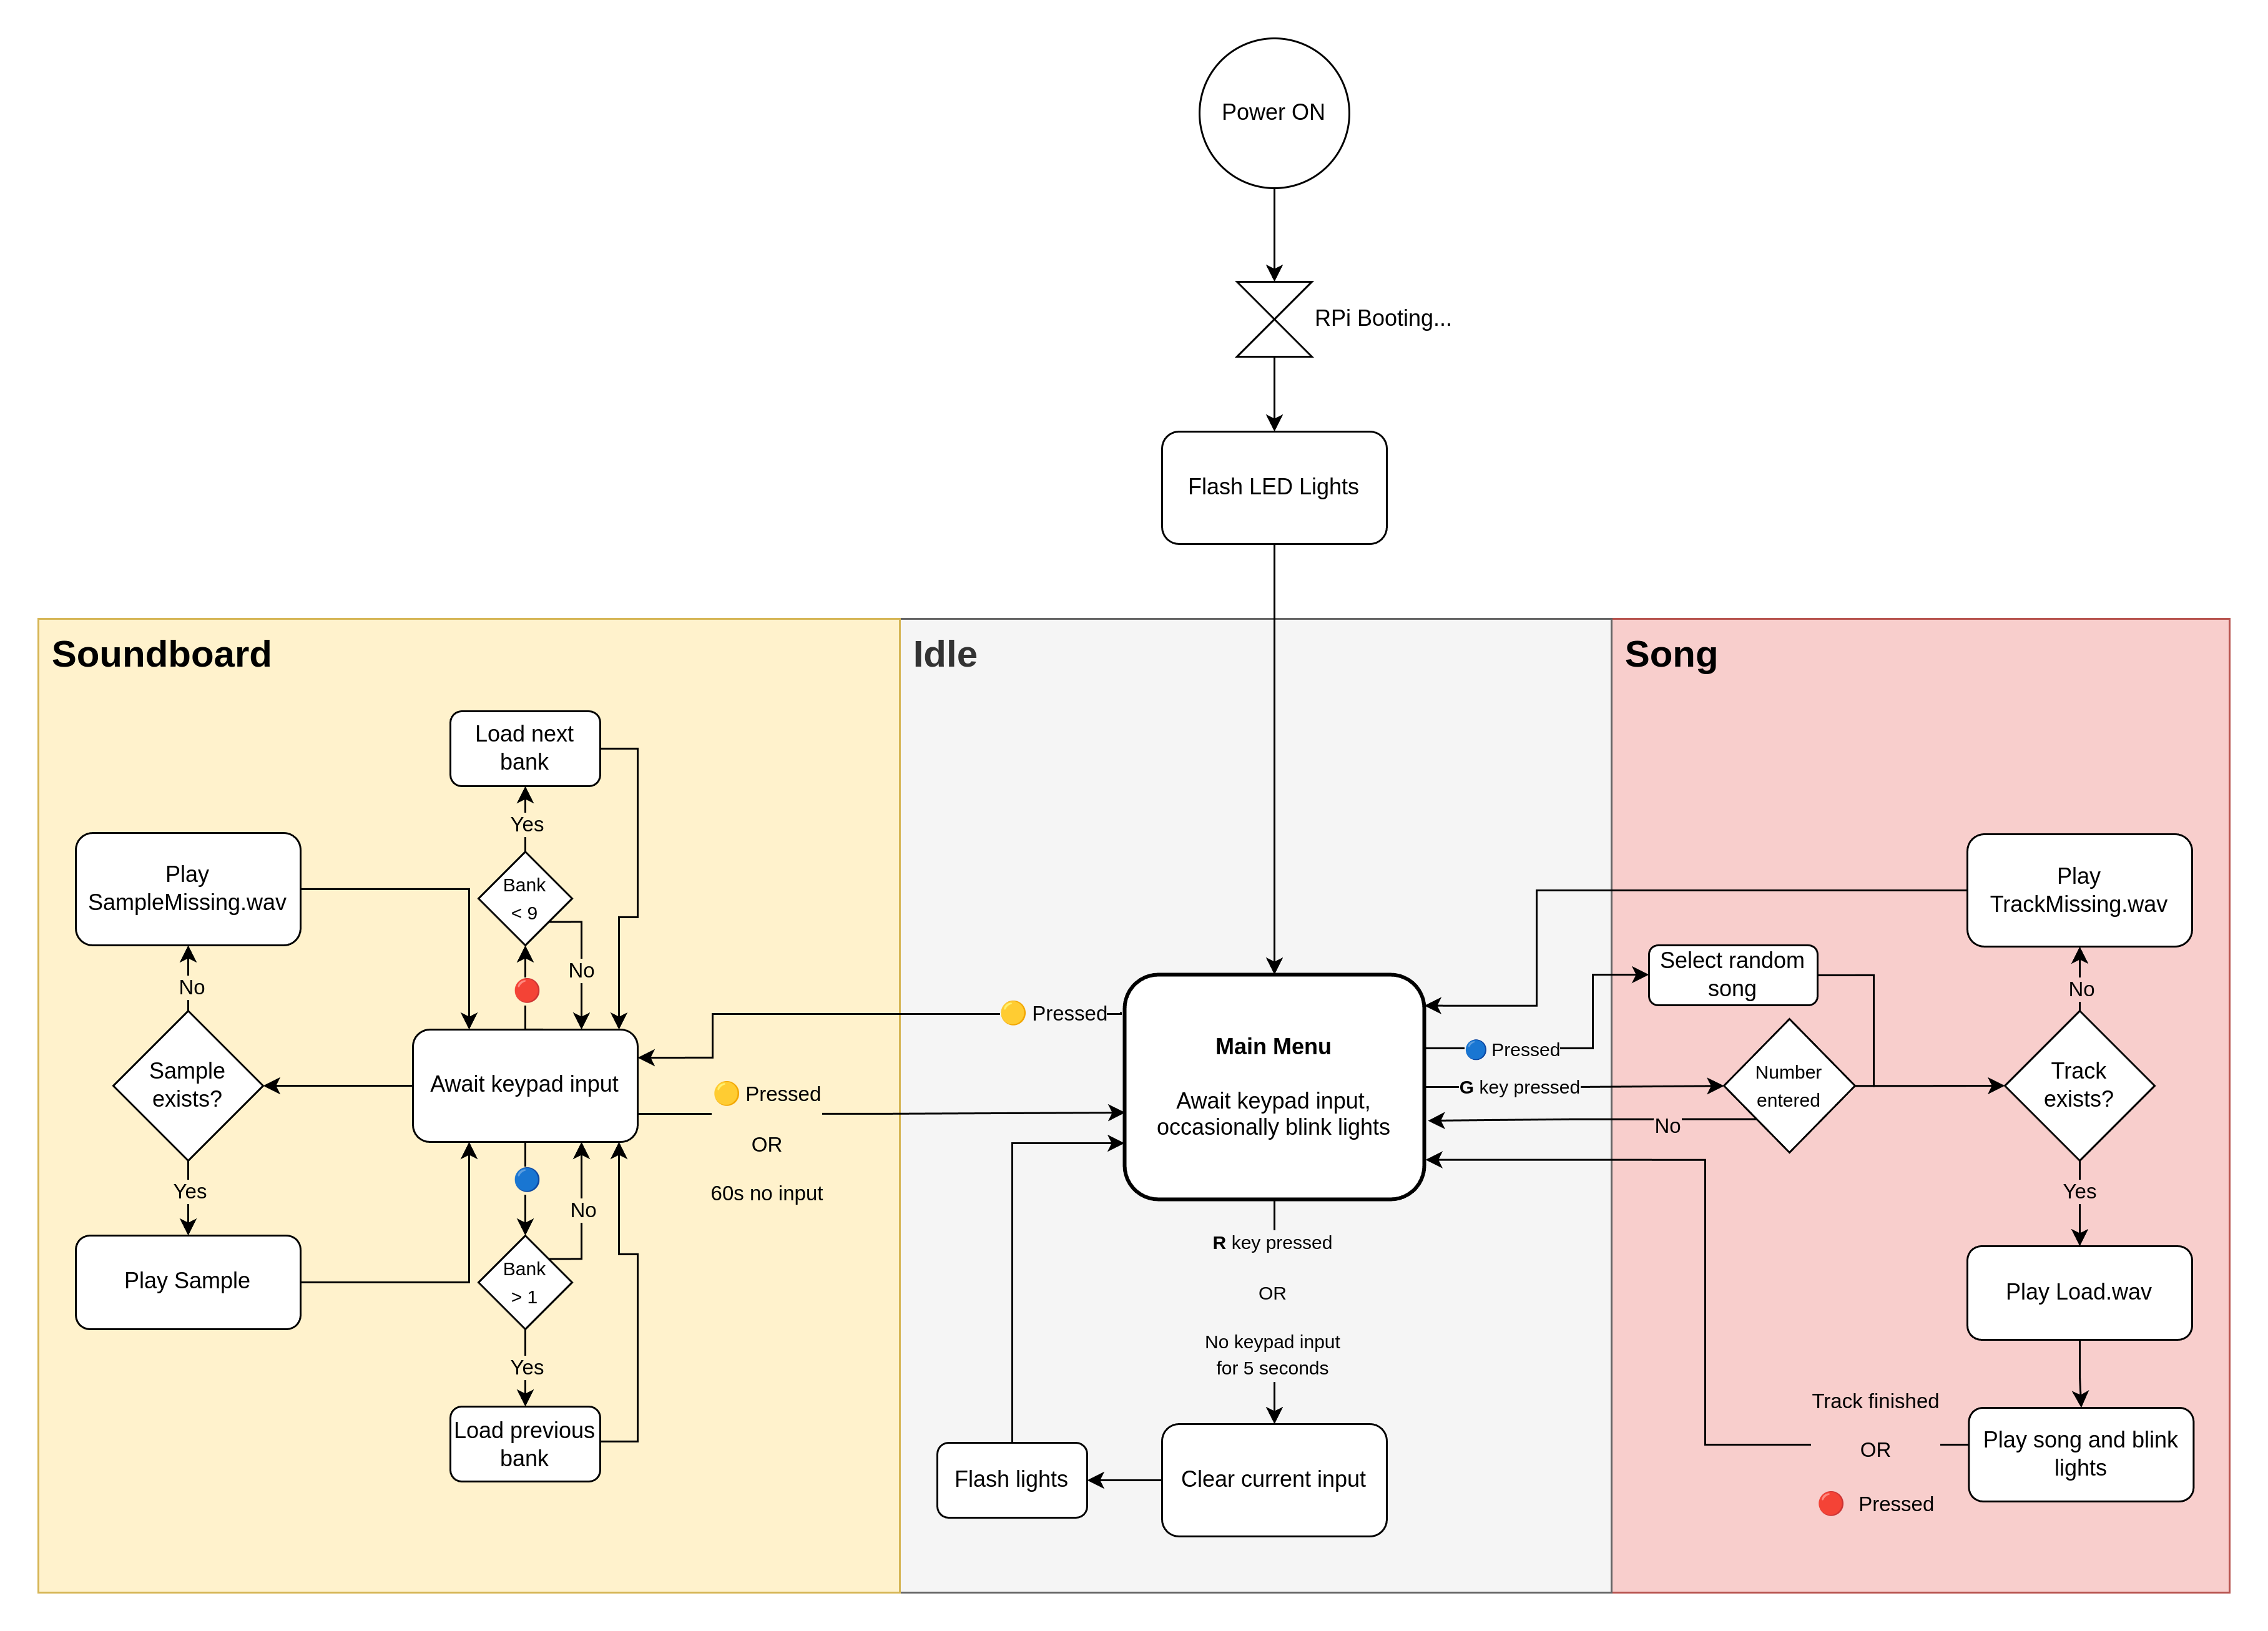 Power ON
RPi Booting...
Flash LED Lights
Soundboard
Load next
bank
Yes
Bank
< 9
No
Play
SampleMissing.wav
No
Sample
exists?
Yes
Play Sample
Await keypad input
No
Bank
> 1
Yes
Load previous
bank
Pressed
OR
60s no input
Idle
Pressed
Main Menu
Await keypad input,
occasionally blink lights
Pressed
G key pressed
No
R key pressed
OR
No keypad input
for 5 seconds
Clear current input
Flash lights
Song
Select random
song
Number
entered
Play
TrackMissing.wav
No
Track
exists?
Yes
Play Load.wav
Play song and blink
lights
Track finished
OR
Pressed